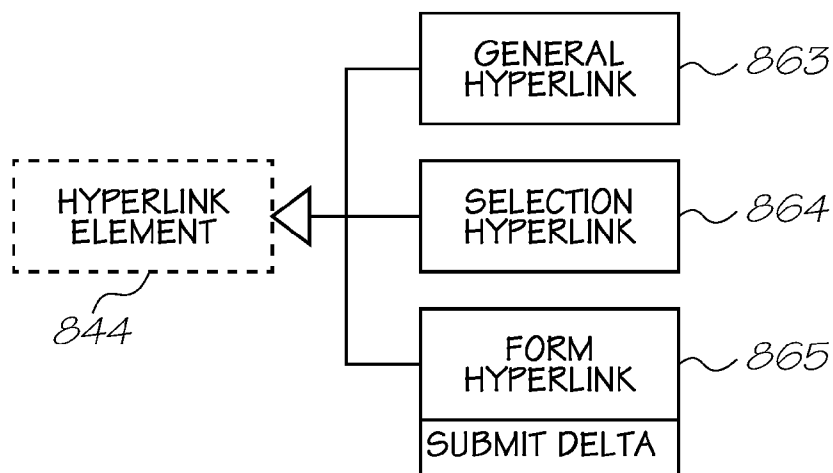 GENERAL
HYPERLINK
863
HYPERLINK
ELEMENT
844
SELECTION
HYPERLINK
864
FORM
HYPERLINK
865
SUBMIT DELTA